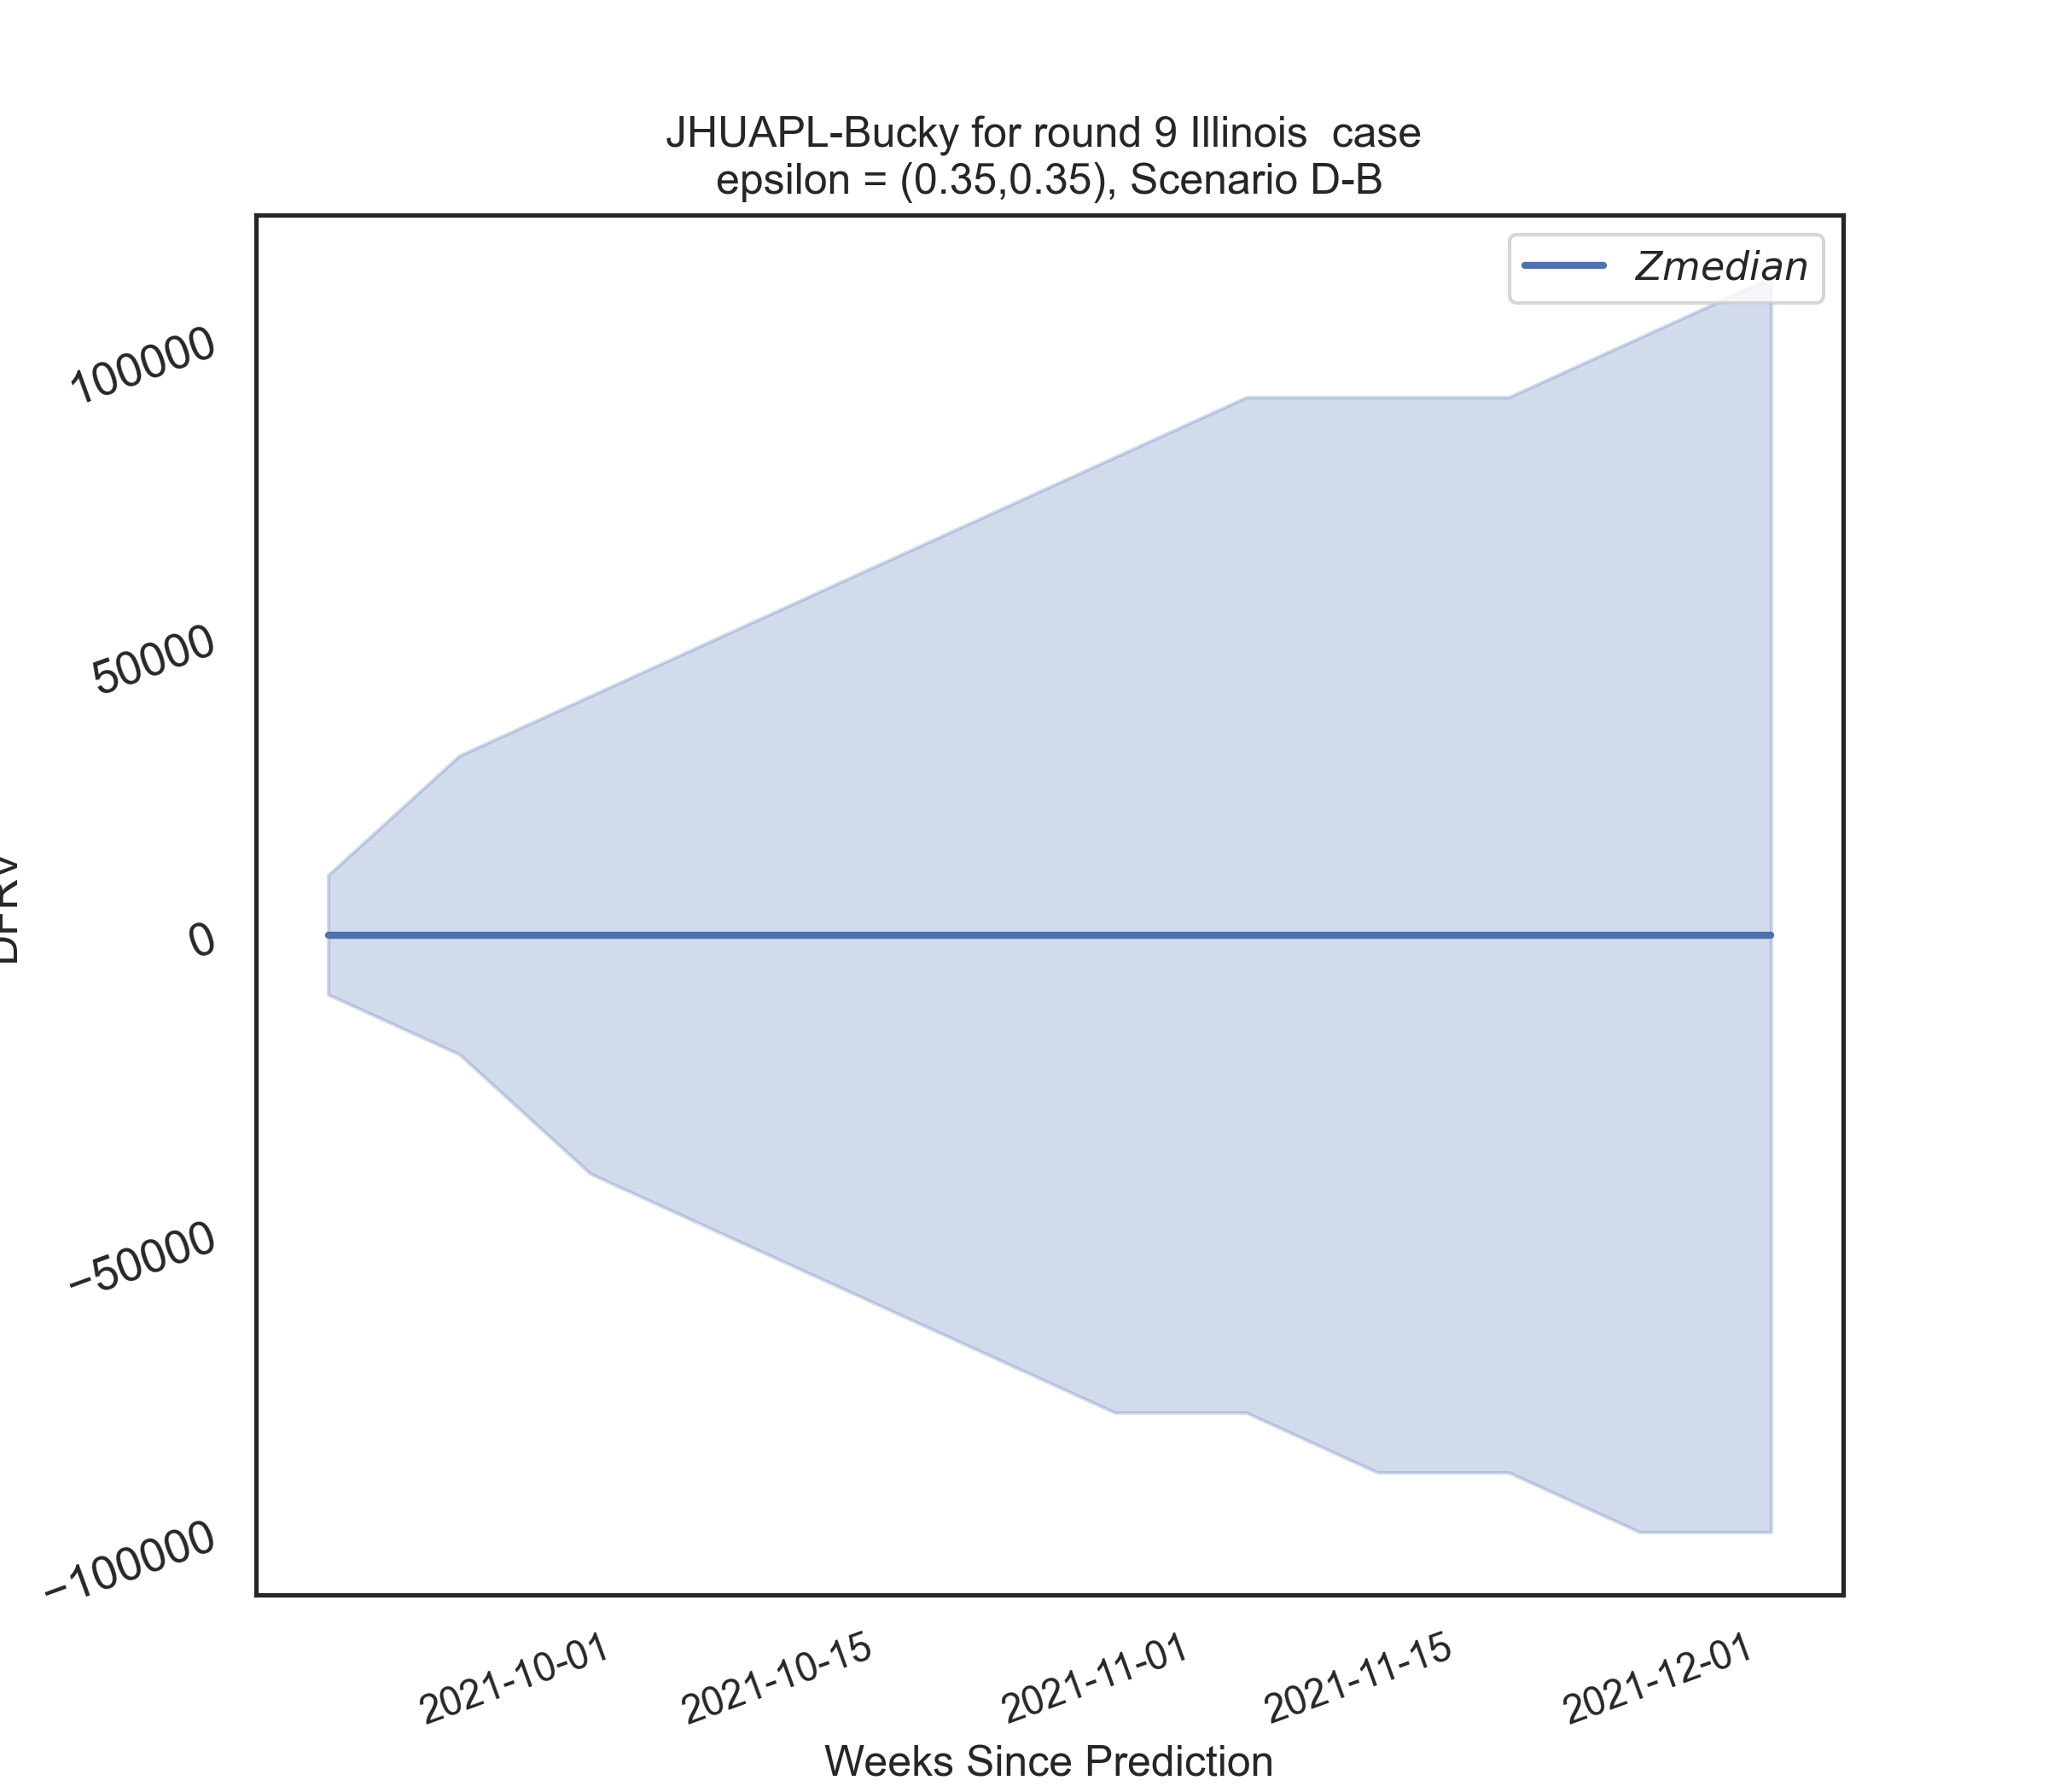 JHUAPL-Bucky for round 9 Illinois  case
epsilon = (0.35,0.35), Scenario D-B
Zmedian
100000
50000
0
−50000
−100000
2021-10-01
2021-10-15
2021-11-01
2021-11-15
2021-12-01
Weeks Since Prediction